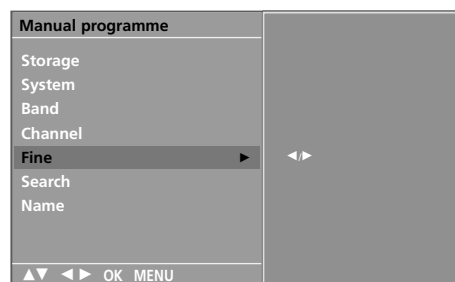 Manual programme
Storage
System
Band
Channel
Fine ► ◄/►
Search
Name
▲▼ ◄ ► OK MENU